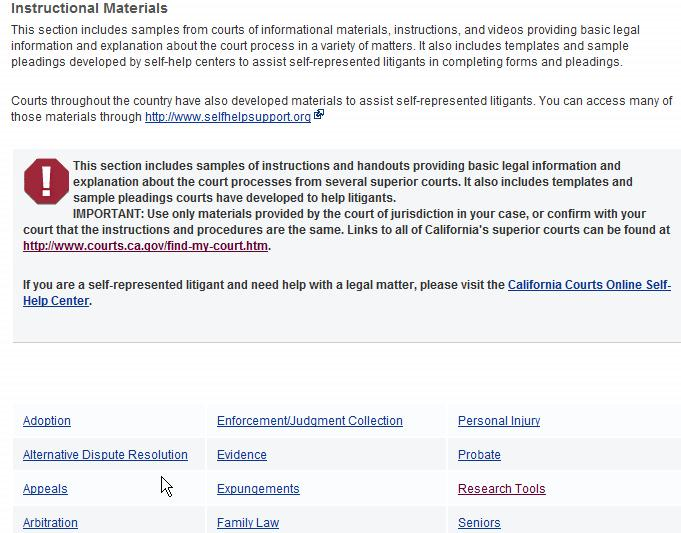 Instructional Materials
This section includes samples from courts of informational materials, instructions, and videos providing basic legal
information and explanation about the court process in a variety of matters. It also includes templates and sample
pleadings developed by self-help centers to assist self-represented litigants in completing forms and pleadings.
Courts throughout the country have also developed materials to assist self-represented litigants. You can access many of
those materials through http://www.selfhelpsupport.org
This section includes samples of instructions and handouts providing basic legal information and
explanation about the court processes from several superior courts. It also includes templates and
sample pleadings courts have developed to help litigants.
IMPORTANT: Use only materials provided by the court of jurisdiction in your case, or confirm with your
court that the instructions and procedures are the same. Links to all of California's superior courts can be found at
http://www.courts.ca.gov/find-my-court.htm.
If you are a self-represented litigant and need help with a legal matter, please visit the California Courts Online Self-
Help Center.
Adoption Enforcement/Judgment Collection Personal Injury
Alternative Dispute Resolution Evidence Probate
Appeals Expungements Research Tools
Arbitration Family Law Seniors